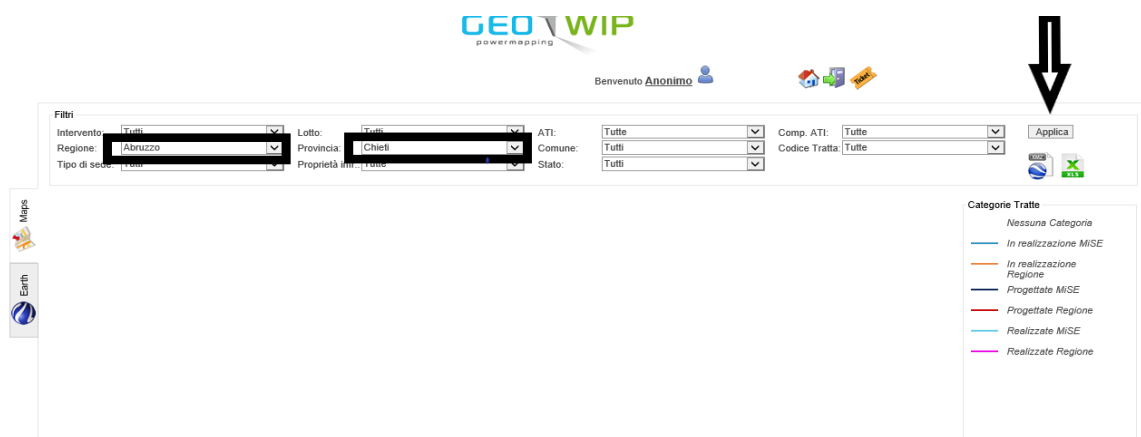 GEO WIP
powermapping
Benvenuto Anonimo
Ticket
Filtri
Intervento: Tutti Lotto: Tutti ATI: Tutte Comp. ATI: Tutte Applica
Regione: Abruzzo Provincia: Chieti Comune: Tutti Codice Tratta: Tutte
Tipo di sede: Tutti Proprietà Tutte Stato: Tutti
KMZ
XLS
Maps
Earth
Categorie Tratte
Nessuna Categoria
In realizzazione MiSE
In realizzazione
Regione
Progettate MiSE
Progettate Regione
Realizzate MiSE
Realizzate Regione